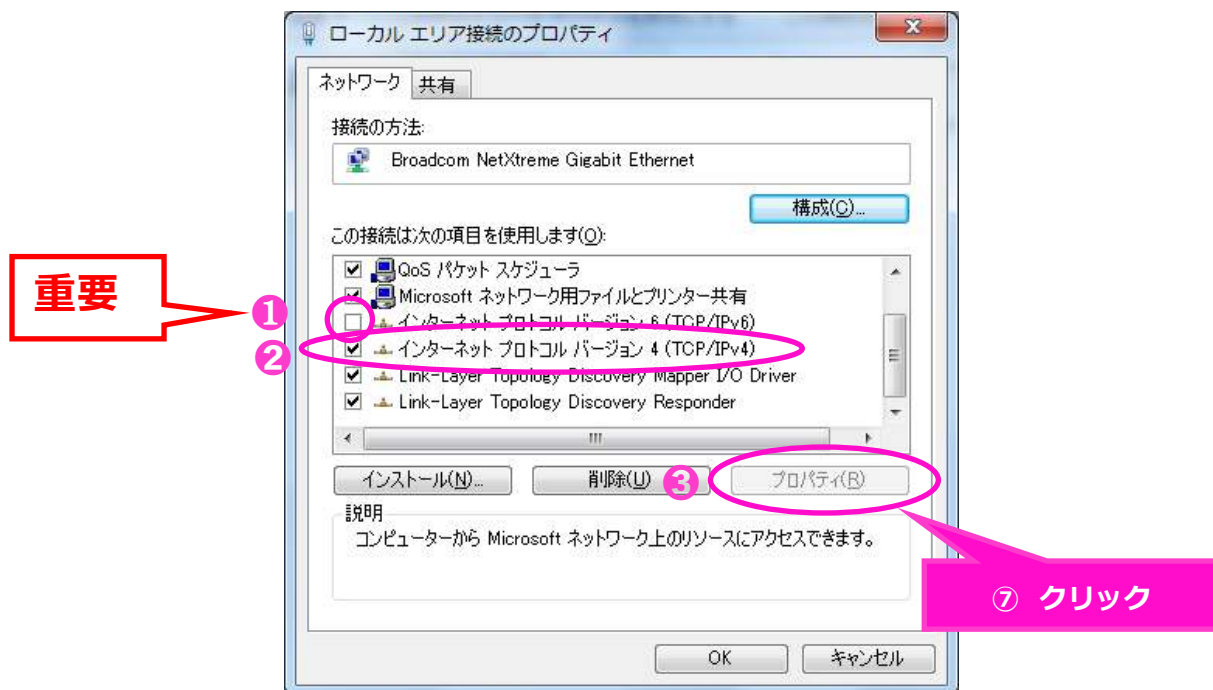 ローカル エリア接続のプロパティ
ネットワーク 共有
接続の方法:
Broadcom NetXtreme Gigabit Ethernet
構成(C)...
この接続は次の項目を使用します(O):
QoS パケット スケジューラ
Microsoft ネットワーク用ファイルとプリンター共有
重要
❶ インターネット プロトコル バージョン 6 (TCP/IPv6)
❷ インターネット プロトコル バージョン 4 (TCP/IPv4)
Link-Layer Topology Discovery Mapper I/O Driver
Link-Layer Topology Discovery Responder
インストール(N)... 削除(U) ❸ プロパティ(R)
説明
コンピューターから Microsoft ネットワーク上のリソースにアクセスできます。
⑦ クリック
OK キャンセル